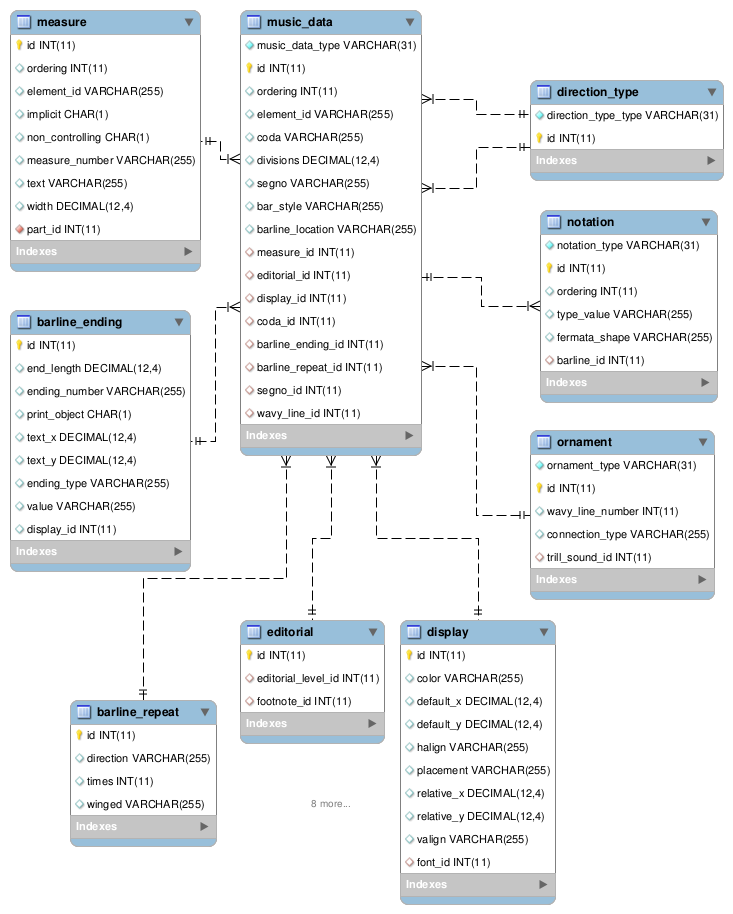 measure
id INT(11)
ordering INT(11)
element_id VARCHAR(255)
implicit CHAR(1)
non_controlling CHAR(1)
measure_number VARCHAR(255)
text VARCHAR(255)
width DECIMAL(12,4)
part_id INT(11)
Indexes
music_data
music_data_type VARCHAR(31)
id INT(11)
ordering INT(11)
element_id VARCHAR(255)
coda VARCHAR(255)
divisions DECIMAL(12,4)
segno VARCHAR(255)
bar_style VARCHAR(255)
barline_location VARCHAR(255)
measure_id INT(11)
editorial_id INT(11)
display_id INT(11)
coda_id INT(11)
barline_ending_id INT(11)
barline_repeat_id INT(11)
segno_id INT(11)
wavy_line_id INT(11)
Indexes
direction_type
direction_type_type VARCHAR(31)
id INT(11)
Indexes
notation
notation_type VARCHAR(31)
id INT(11)
ordering INT(11)
type_value VARCHAR(255)
fermata_shape VARCHAR(255)
barline_id INT(11)
Indexes
barline_ending
id INT(11)
end_length DECIMAL(12,4)
ending_number VARCHAR(255)
print_object CHAR(1)
text_x DECIMAL(12,4)
text_y DECIMAL(12,4)
ending_type VARCHAR(255)
value VARCHAR(255)
display_id INT(11)
Indexes
ornament
ornament_type VARCHAR(31)
id INT(11)
wavy_line_number INT(11)
connection_type VARCHAR(255)
trill_sound_id INT(11)
Indexes
editorial
id INT(11)
editorial_level_id INT(11)
footnote_id INT(11)
Indexes
display
id INT(11)
color VARCHAR(255)
default_x DECIMAL(12,4)
default_y DECIMAL(12,4)
halign VARCHAR(255)
placement VARCHAR(255)
relative_x DECIMAL(12,4)
relative_y DECIMAL(12,4)
valign VARCHAR(255)
font_id INT(11)
Indexes
barline_repeat
id INT(11)
direction VARCHAR(255)
times INT(11)
winged VARCHAR(255)
Indexes
8 more...